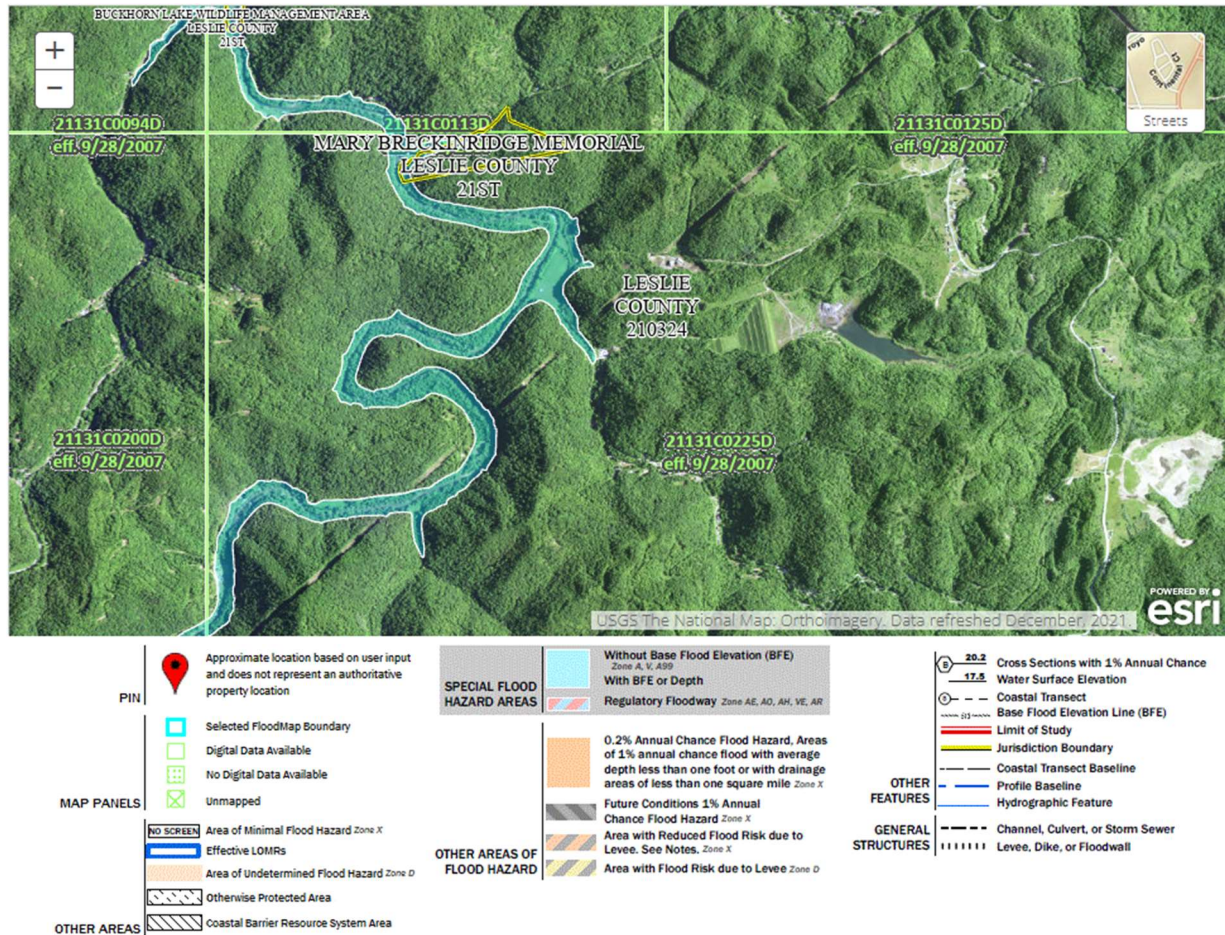 BUCKHORN LAKE WILDLIFE MANAGEMENT AREA
LESLIE COUNTY
21ST
+
−
Streets
21131C0094D
eff. 9/28/2007
21131C0113D
21131C0125D
eff. 9/28/2007
MARY BRECKINRIDGE MEMORIAL
LESLIE COUNTY
21ST
LESLIE
COUNTY
210324
21131C0200D
eff. 9/28/2007
21131C0225D
eff. 9/28/2007
USGS The National Map: Orthoimagery. Data refreshed December, 2021.
POWERED BY
esri
PIN
Approximate location based on user input
and does not represent an authoritative
property location
MAP PANELS
Selected FloodMap Boundary
Digital Data Available
No Digital Data Available
Unmapped
OTHER AREAS
NO SCREEN Area of Minimal Flood Hazard Zone X
Effective LOMRs
Area of Undetermined Flood Hazard Zone D
Otherwise Protected Area
Coastal Barrier Resource System Area
SPECIAL FLOOD
HAZARD AREAS
Without Base Flood Elevation (BFE)
Zone A, V, A99
With BFE or Depth
Regulatory Floodway Zone AE, AO, AH, VE, AR
OTHER AREAS OF
FLOOD HAZARD
0.2% Annual Chance Flood Hazard, Areas
of 1% annual chance flood with average
depth less than one foot or with drainage
areas of less than one square mile Zone X
Future Conditions 1% Annual
Chance Flood Hazard Zone X
Area with Reduced Flood Risk due to
Levee. See Notes. Zone X
Area with Flood Risk due to Levee Zone D
OTHER
FEATURES
B 20.2 Cross Sections with 1% Annual Chance
17.5 Water Surface Elevation
Coastal Transect
Base Flood Elevation Line (BFE)
Limit of Study
Jurisdiction Boundary
Coastal Transect Baseline
Profile Baseline
Hydrographic Feature
GENERAL
STRUCTURES
Channel, Culvert, or Storm Sewer
Levee, Dike, or Floodwall